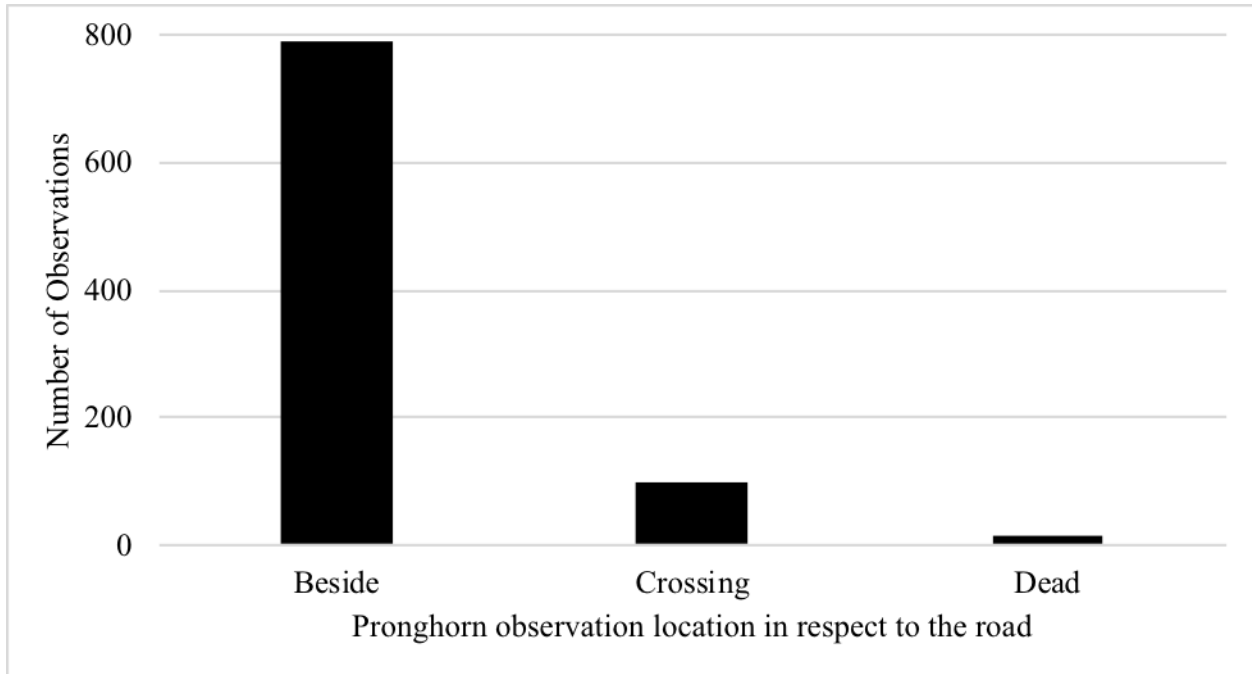 800
600
400
200
0
Number of Observations
Beside Crossing Dead
Pronghorn observation location in respect to the road